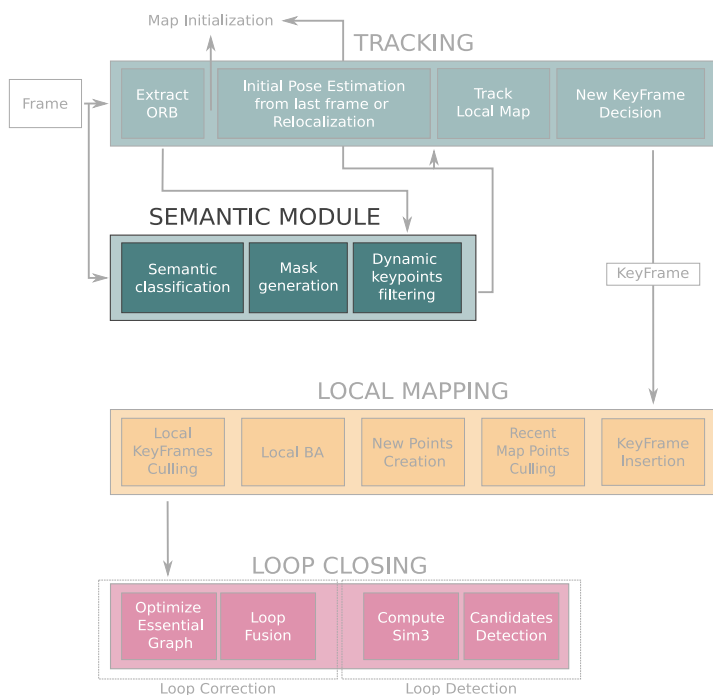 Map Initialization
TRACKING
Frame
Extract
ORB
Initial Pose Estimation
from last frame or
Relocalization
Track
Local Map
New KeyFrame
Decision
SEMANTIC MODULE
Semantic
classification
Mask
generation
Dynamic
keypoints
filtering
KeyFrame
LOCAL MAPPING
Local
KeyFrames
Culling
Local BA
New Points
Creation
Recent
Map Points
Culling
KeyFrame
Insertion
LOOP CLOSING
Optimize
Essential
Graph
Loop
Fusion
Compute
Sim3
Candidates
Detection
Loop Correction
Loop Detection